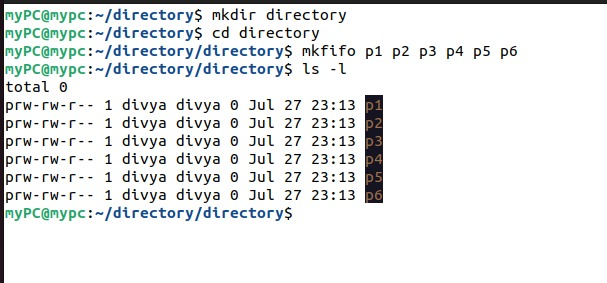 myPC@mypc:~/directory$ mkdir directory
myPC@mypc:~/directory$ cd directory
myPC@mypc:~/directory/directory$ mkfifo p1 p2 p3 p4 p5 p6
myPC@mypc:~/directory/directory$ ls -l
total 0
prw-rw-r-- 1 divya divya 0 Jul 27 23:13 p1
prw-rw-r-- 1 divya divya 0 Jul 27 23:13 p2
prw-rw-r-- 1 divya divya 0 Jul 27 23:13 p3
prw-rw-r-- 1 divya divya 0 Jul 27 23:13 p4
prw-rw-r-- 1 divya divya 0 Jul 27 23:13 p5
prw-rw-r-- 1 divya divya 0 Jul 27 23:13 p6
myPC@mypc:~/directory/directory$